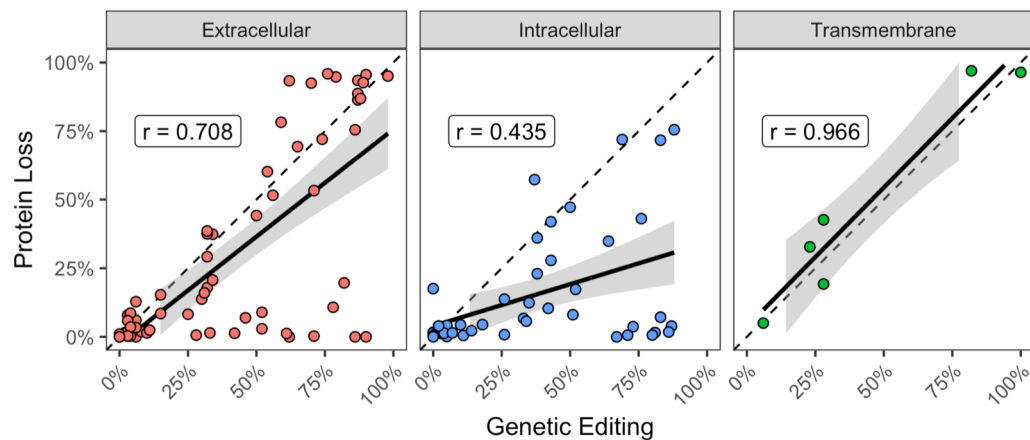 Extracellular
Intracellular
Transmembrane
Protein Loss
100%
75%
50%
25%
0%
r = 0.708
r = 0.435
r = 0.966
0%
25%
50%
75%
100%
0%
25%
50%
75%
100%
0%
25%
50%
75%
100%
Genetic Editing